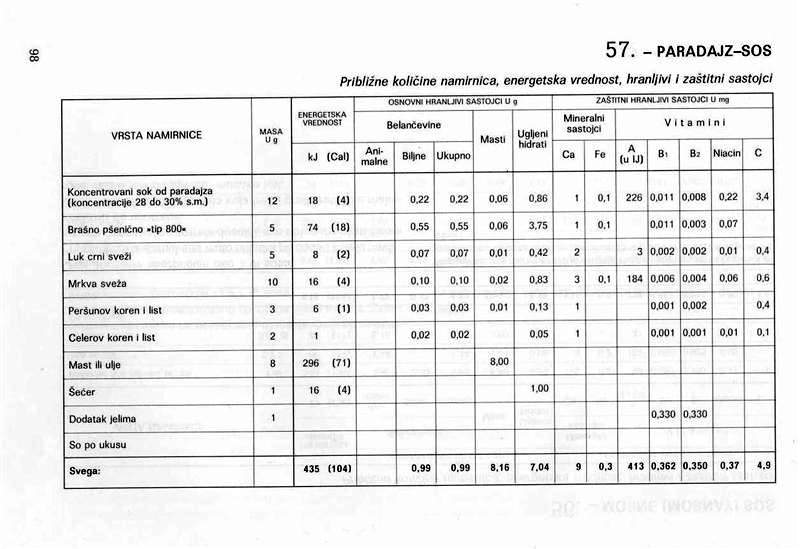 98
57. – PARADAJZ–SOS
Približne količine namirnica, energetska vrednost, hranljivi i zaštitni sastojci
VRSTA NAMIRNICE MASA U g ENERGETSKA VREDNOST OSNOVNI HRANLJIVI SASTOJCI U g ZAŠTITNI HRANLJIVI SASTOJCI U mg
Belančevine Masti Ugljeni hidrati Mineralni sastojci Vitamini
kJ (Cal) Ani-malne Biljne Ukupno Ca Fe A (u IJ) B1 B2 Niacin C
Koncentrovani sok od paradajza
(koncentracije 28 do 30% s.m.) 12 18 (4) 0,22 0,22 0,06 0,86 1 0,1 226 0,011 0,008 0,22 3,4
Brašno pšenično »tip 800« 5 74 (18) 0,55 0,55 0,06 3,75 1 0,1 0,011 0,003 0,07
Luk crni sveži 5 8 (2) 0,07 0,07 0,01 0,42 2 3 0,002 0,002 0,01 0,4
Mrkva sveža 10 16 (4) 0,10 0,10 0,02 0,83 3 0,1 184 0,006 0,004 0,06 0,6
Peršunov koren i list 3 6 (1) 0,03 0,03 0,01 0,13 1 0,001 0,002 0,4
Celerov koren i list 2 1 0,02 0,02 0,05 1 0,001 0,001 0,01 0,1
Mast ili ulje 8 296 (71) 8,00
Šećer 1 16 (4) 1,00
Dodatak jelima 1 0,330 0,330
So po ukusu
Svega: 435 (104) 0,99 0,99 8,16 7,04 9 0,3 413 0,362 0,350 0,37 4,9